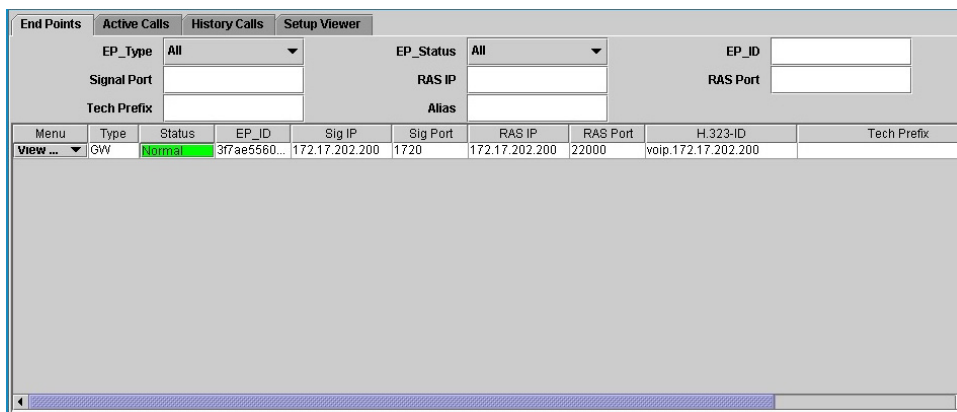 End Points Active Calls History Calls Setup Viewer
EP_Type All EP_Status All EP_ID
Signal Port RAS IP RAS Port
Tech Prefix Alias
Menu Type Status EP_ID Sig IP Sig Port RAS IP RAS Port H.323-ID Tech Prefix
View ... GW Normal 3f7ae5560... 172.17.202.200 1720 172.17.202.200 22000 voip.172.17.202.200